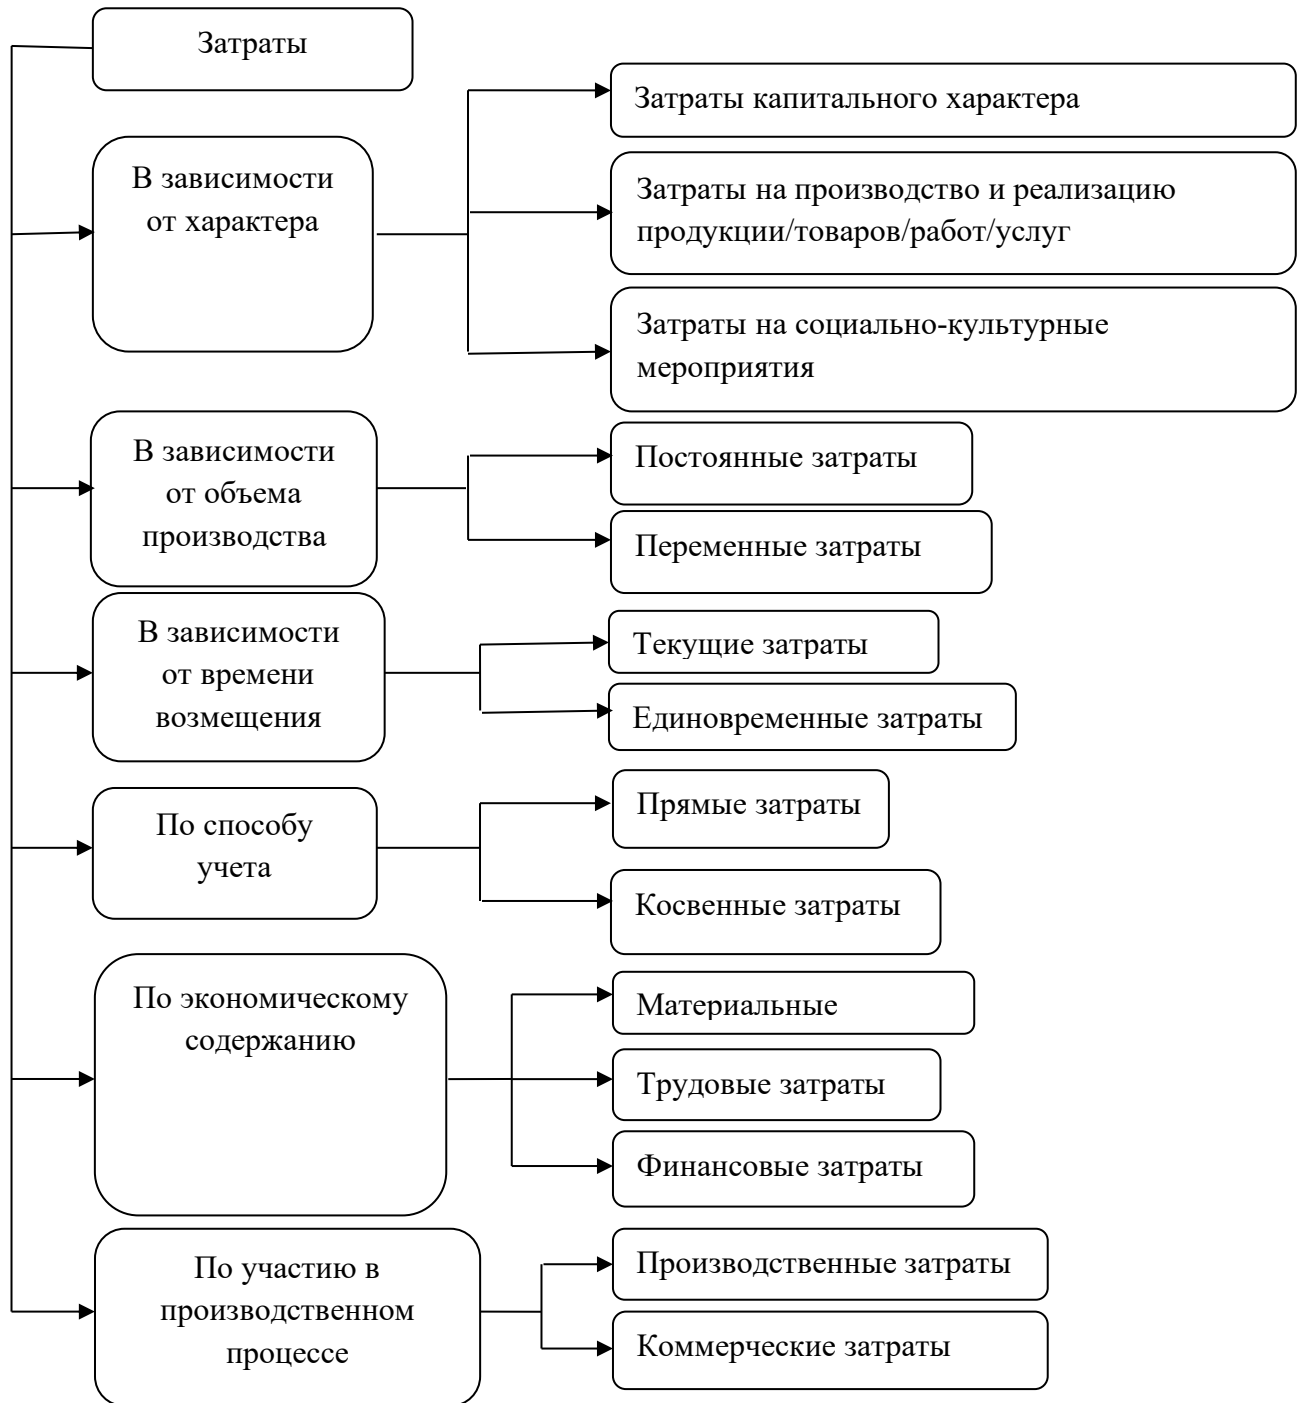 Затраты
В зависимости
от характера
Затраты капитального характера
Затраты на производство и реализацию
продукции/товаров/работ/услуг
Затраты на социально-культурные
мероприятия
В зависимости
от объема
производства
Постоянные затраты
Переменные затраты
В зависимости
от времени
возмещения
Текущие затраты
Единовременные затраты
По способу
учета
Прямые затраты
Косвенные затраты
По экономическому
содержанию
Материальные
Трудовые затраты
Финансовые затраты
По участию в
производственном
процессе
Производственные затраты
Коммерческие затраты